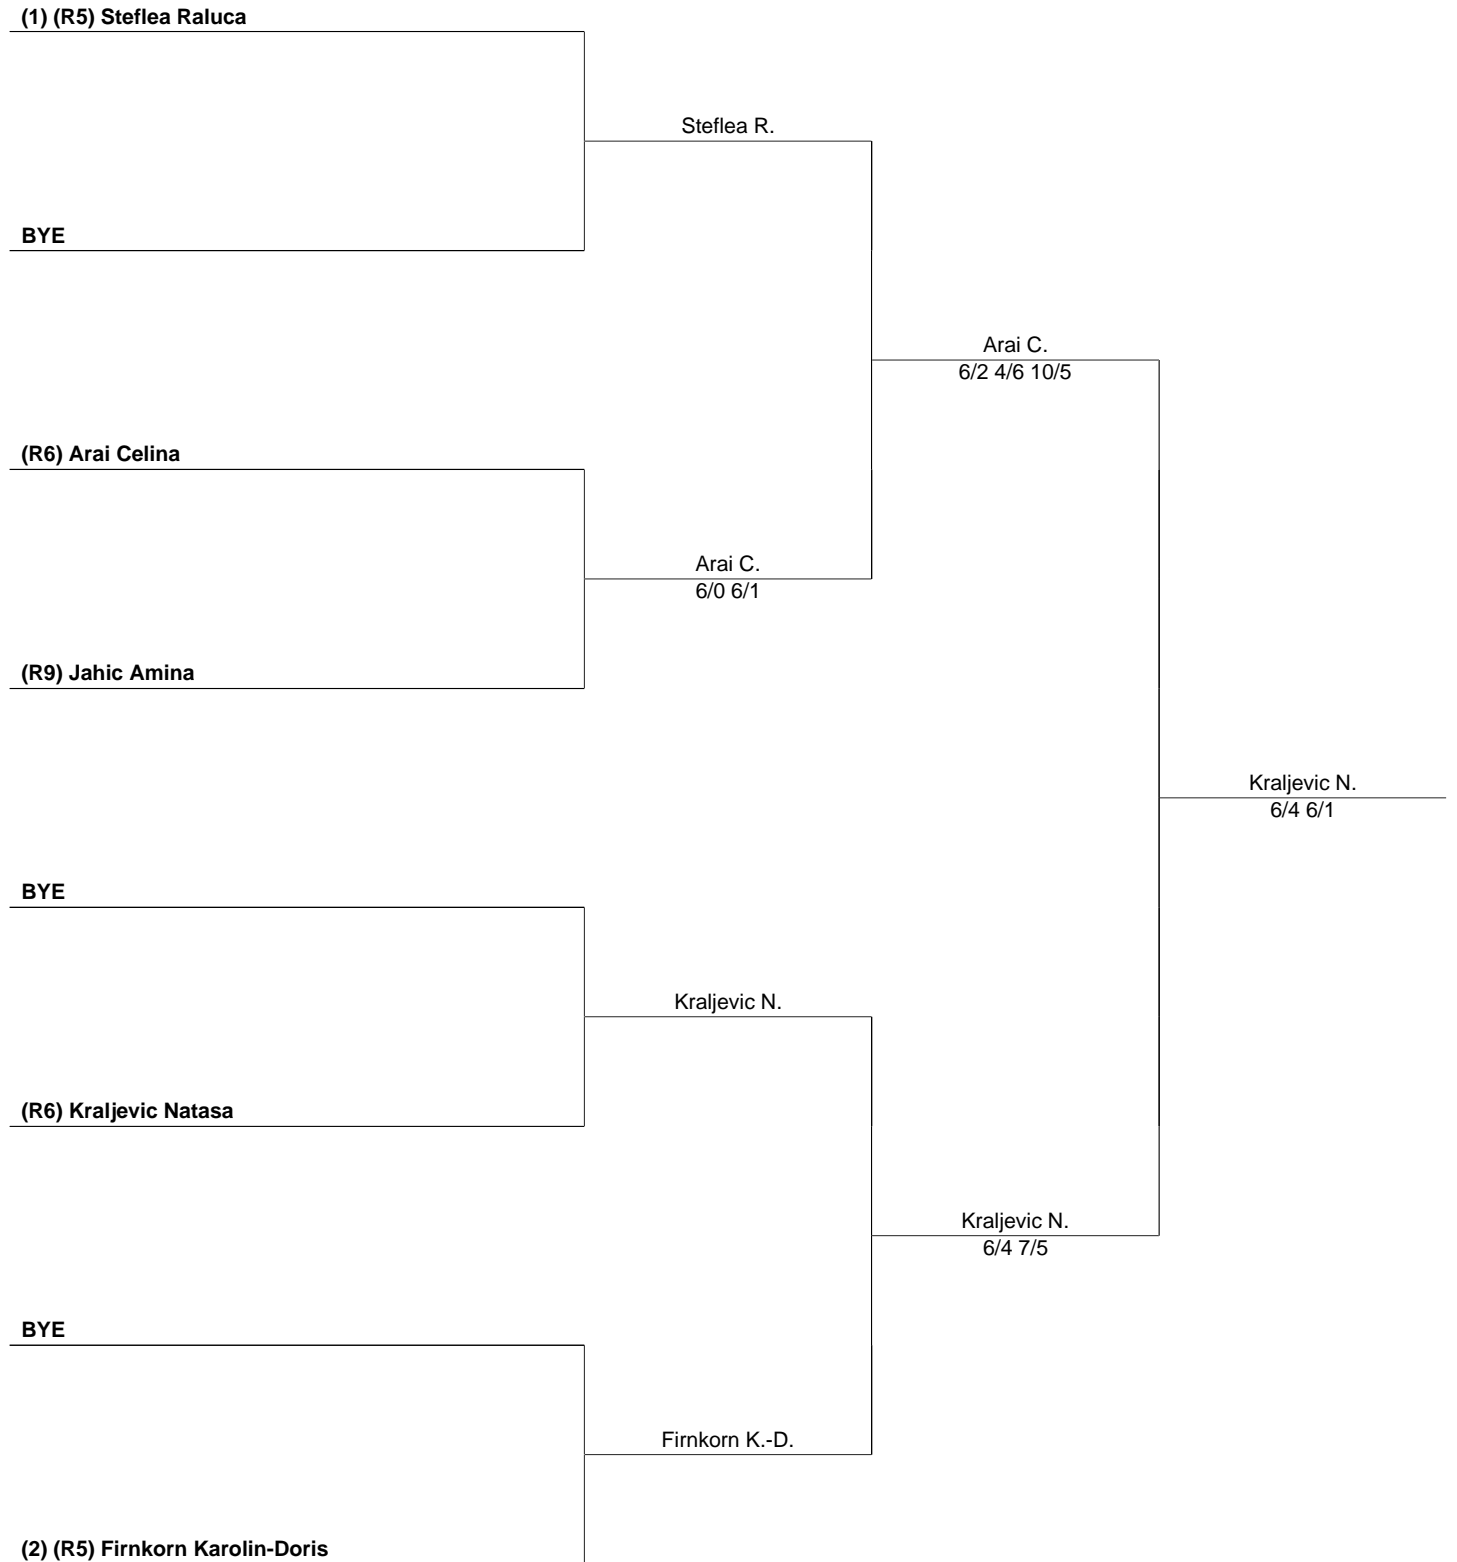 (1) (R5) Steflea Raluca
Steflea R.
BYE
Arai C.
6/2 4/6 10/5
(R6) Arai Celina
Arai C.
6/0 6/1
(R9) Jahic Amina
Kraljevic N.
6/4 6/1
BYE
Kraljevic N.
(R6) Kraljevic Natasa
Kraljevic N.
6/4 7/5
BYE
Firnkorn K.-D.
(2) (R5) Firnkorn Karolin-Doris